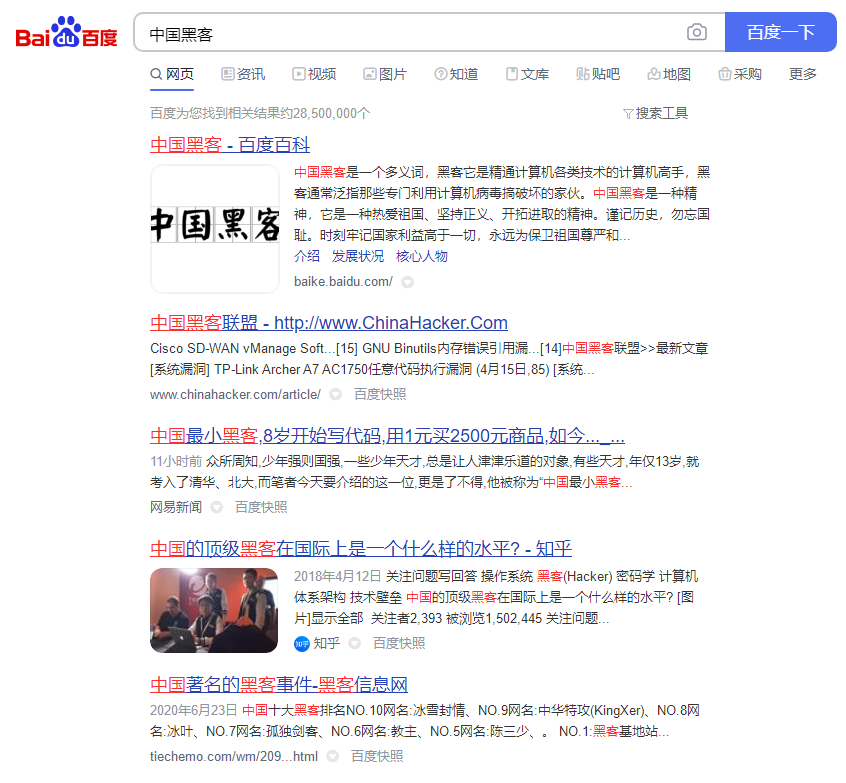 Bai du 百度
中国黑客
百度一下
网页 资讯 视频 图片 知道 文库 贴吧 地图 采购 更多
百度为您找到相关结果约28,500,000个
搜索工具
中国黑客 - 百度百科
中国黑客
中国黑客是一个多义词，黑客它是精通计算机各类技术的计算机高手，黑
客通常泛指那些专门利用计算机病毒搞破坏的家伙。中国黑客是一种精
神，它是一种热爱祖国、坚持正义、开拓进取的精神。谨记历史，勿忘国
耻。时刻牢记国家利益高于一切，永远为保卫祖国尊严和...
介绍 发展状况 核心人物
baike.baidu.com/
中国黑客联盟 - http://www.ChinaHacker.Com
Cisco SD-WAN vManage Soft...[15] GNU Binutils内存错误引用漏...[14]中国黑客联盟>>最新文章
[系统漏洞] TP-Link Archer A7 AC1750任意代码执行漏洞 (4月15日,85) [系统...
www.chinahacker.com/article/ 百度快照
中国最小黑客,8岁开始写代码,用1元买2500元商品,如今..._...
11小时前 众所周知,少年强则国强,一些少年天才,总是让人津津乐道的对象,有些天才,年仅13岁,就
考入了清华、北大,而笔者今天要介绍的这一位,更是了不得,他被称为“中国最小黑客...
网易新闻 百度快照
中国的顶级黑客在国际上是一个什么样的水平? - 知乎
2018年4月12日 关注问题写回答 操作系统 黑客(Hacker) 密码学 计算机
体系架构 技术壁垒 中国的顶级黑客在国际上是一个什么样的水平? [图
片]显示全部 关注者2,393 被浏览1,502,445 关注问题...
知乎 知乎 百度快照
中国著名的黑客事件-黑客信息网
2020年6月23日 中国十大黑客排名NO.10网名:冰雪封情、NO.9网名:中华特攻(KingXer)、NO.8网
名:冰叶、NO.7网名:孤独剑客、NO.6网名:教主、NO.5网名:陈三少、。 NO.1:黑客基地站...
tiechemo.com/wm/209...html 百度快照